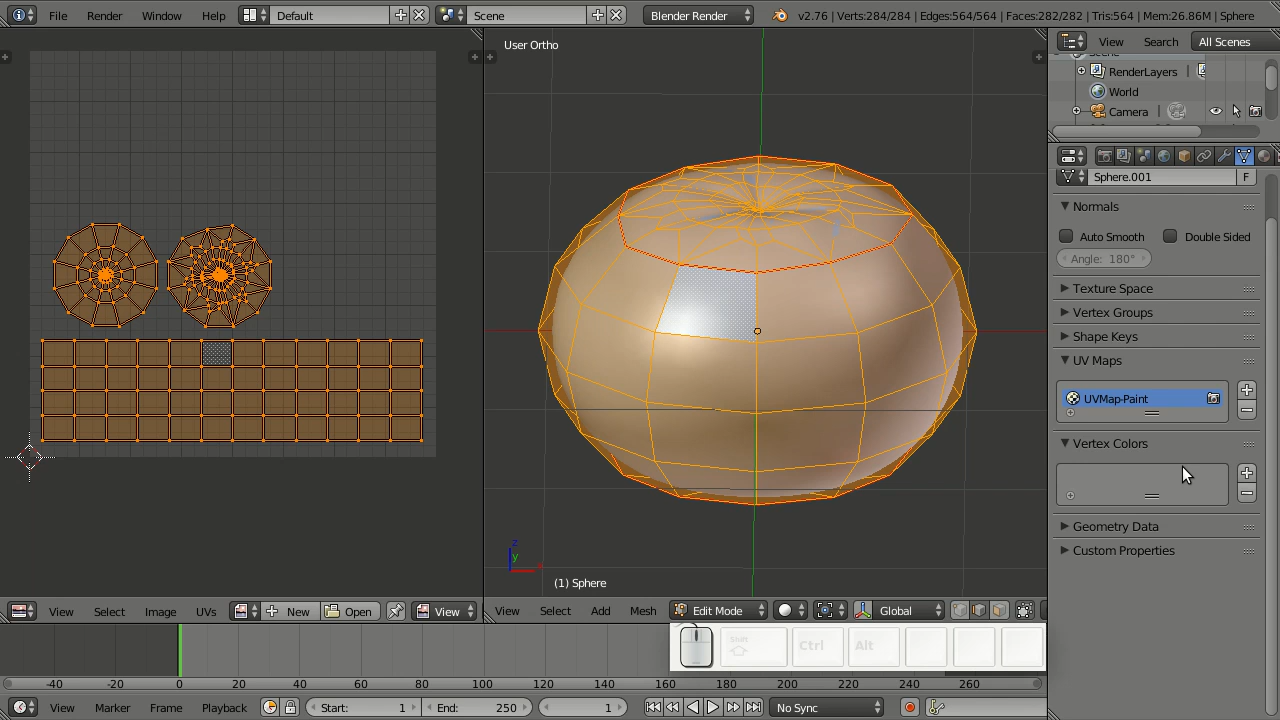 File Render Window Help Default Scene Blender Render v2.76 | Verts:284/284 | Edges:564/564 | Faces:282/282 | Tris:564 | Mem:26.86M | Sphere
User Ortho
View Search All Scenes
RenderLayers
World
Camera
Sphere.001 F
Normals
Auto Smooth Double Sided
Angle: 180°
Texture Space
Vertex Groups
Shape Keys
UV Maps
UVMap-Paint
Vertex Colors
Geometry Data
Custom Properties
z
y
(1) Sphere
View Select Image UVs New Open View
View Select Add Mesh Edit Mode Global
Shift Ctrl Alt
-40 -20 0 20 40 60 80 100 120 140 160 180 200 220 240 260
View Marker Frame Playback Start: 1 End: 250 1 No Sync